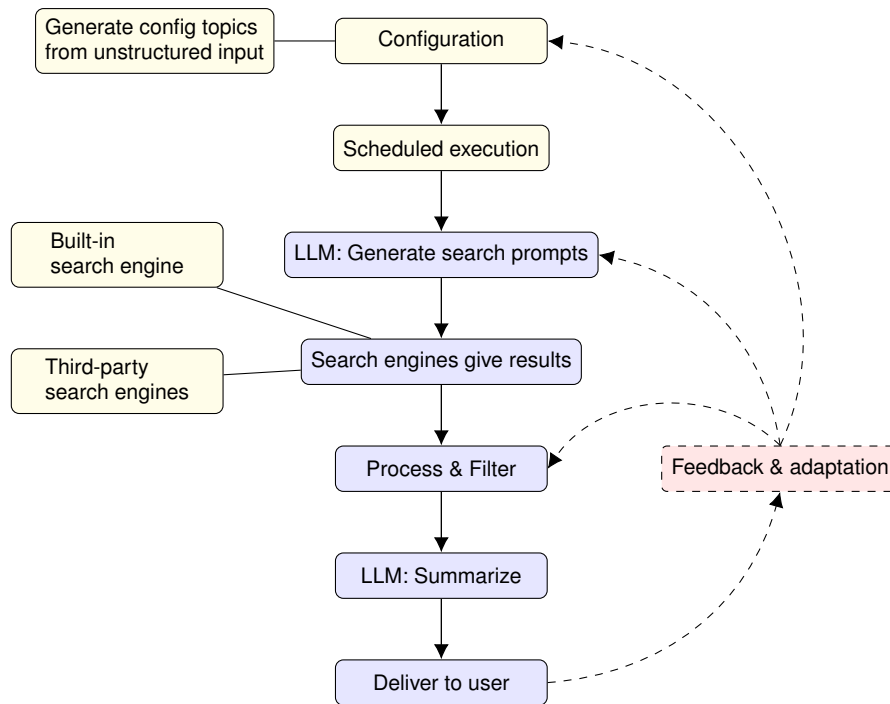 Generate config topics
from unstructured input
Configuration
Scheduled execution
LLM: Generate search prompts
Built-in
search engine
Search engines give results
Third-party
search engines
Process & Filter
Feedback & adaptation
LLM: Summarize
Deliver to user